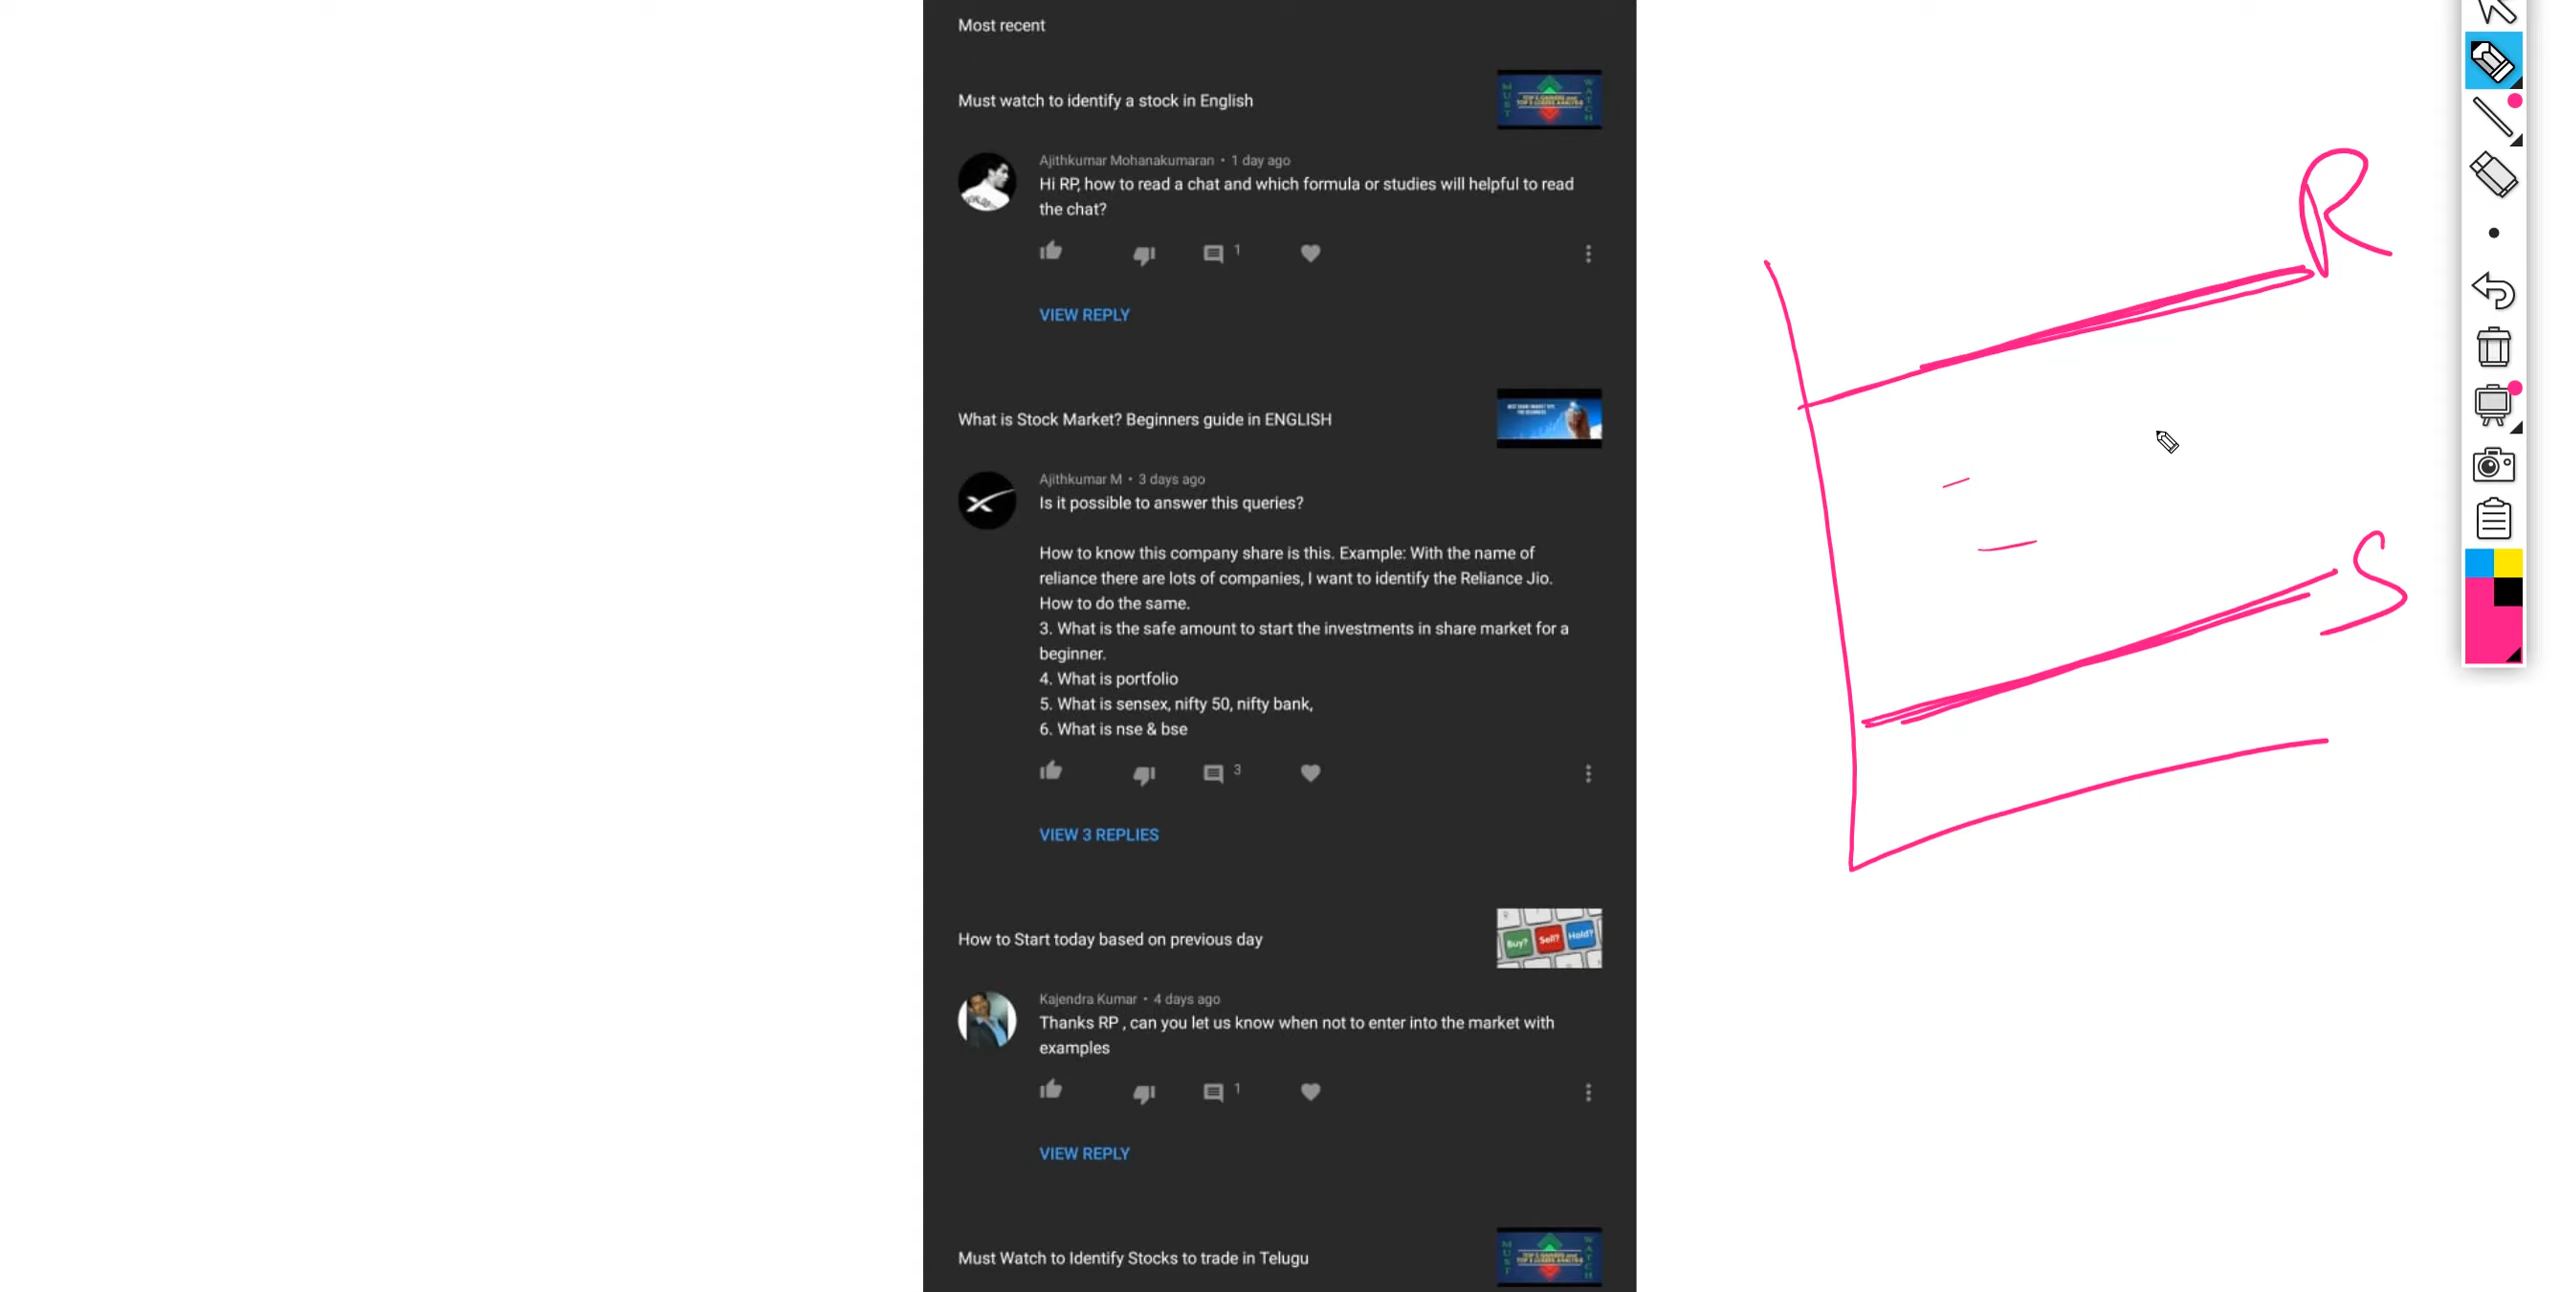 Most recent
Must watch to identify a stock in English
MUST
WATCH
Ajithkumar Mohanakumaran • 1 day ago
Hi RP, how to read a chat and which formula or studies will helpful to read
the chat?
1
VIEW REPLY
What is Stock Market? Beginners guide in ENGLISH
Ajithkumar M • 3 days ago
Is it possible to answer this queries?
How to know this company share is this. Example: With the name of
reliance there are lots of companies, I want to identify the Reliance Jio.
How to do the same.
3. What is the safe amount to start the investments in share market for a
beginner.
4. What is portfolio
5. What is sensex, nifty 50, nifty bank,
6. What is nse & bse
3
VIEW 3 REPLIES
How to Start today based on previous day
Buy? Sell? Hold?
Kajendra Kumar • 4 days ago
Thanks RP , can you let us know when not to enter into the market with
examples
1
VIEW REPLY
Must Watch to Identify Stocks to trade in Telugu
MUST
WATCH
R
S